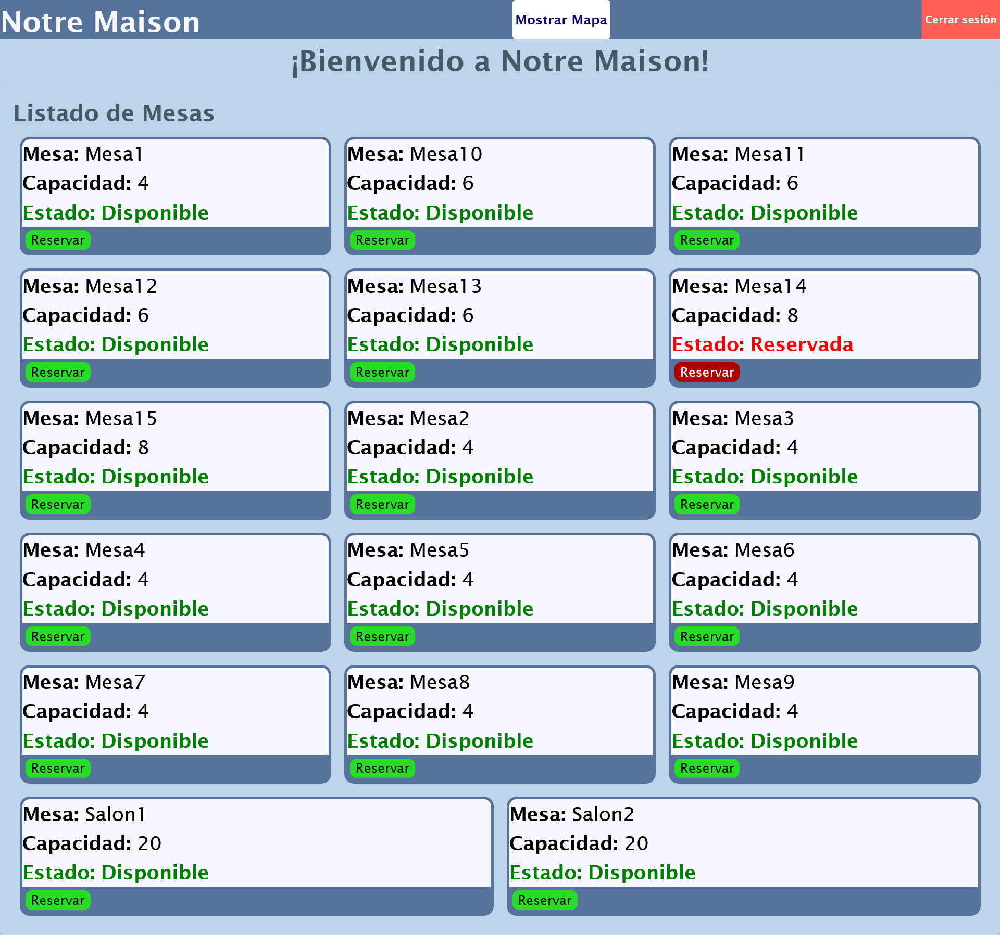 Notre Maison
Mostrar Mapa
Cerrar sesión
¡Bienvenido a Notre Maison!
Listado de Mesas
Mesa: Mesa1
Capacidad: 4
Estado: Disponible
Reservar
Mesa: Mesa10
Capacidad: 6
Estado: Disponible
Reservar
Mesa: Mesa11
Capacidad: 6
Estado: Disponible
Reservar
Mesa: Mesa12
Capacidad: 6
Estado: Disponible
Reservar
Mesa: Mesa13
Capacidad: 6
Estado: Disponible
Reservar
Mesa: Mesa14
Capacidad: 8
Estado: Reservada
Reservar
Mesa: Mesa15
Capacidad: 8
Estado: Disponible
Reservar
Mesa: Mesa2
Capacidad: 4
Estado: Disponible
Reservar
Mesa: Mesa3
Capacidad: 4
Estado: Disponible
Reservar
Mesa: Mesa4
Capacidad: 4
Estado: Disponible
Reservar
Mesa: Mesa5
Capacidad: 4
Estado: Disponible
Reservar
Mesa: Mesa6
Capacidad: 4
Estado: Disponible
Reservar
Mesa: Mesa7
Capacidad: 4
Estado: Disponible
Reservar
Mesa: Mesa8
Capacidad: 4
Estado: Disponible
Reservar
Mesa: Mesa9
Capacidad: 4
Estado: Disponible
Reservar
Mesa: Salon1
Capacidad: 20
Estado: Disponible
Reservar
Mesa: Salon2
Capacidad: 20
Estado: Disponible
Reservar